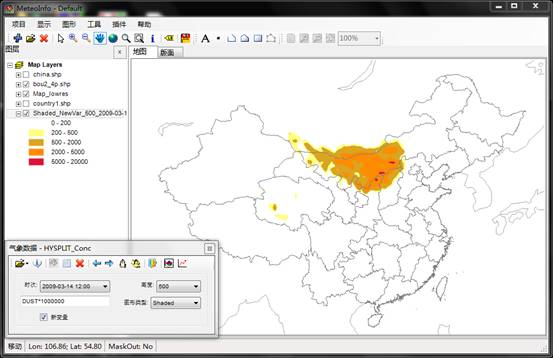 MeteoInfo - Default
项目 显示 图形 工具 插件 帮助
A 100%
图层 x
地图 版面
Map Layers
china.shp
bou2_4p.shp
Map_lowres
country1.shp
Shaded_NewVar_600_2009-03-1
0 - 200
200 - 500
500 - 2000
2000 - 5000
5000 - 20000
气象数据 - HYSPLIT_Conc
时次: 2009-03-14 12:00 高度: 500
DUST*1000000 图形类型: Shaded
新变量
移动 Lon: 106.86; Lat: 54.80 MaskOut: No